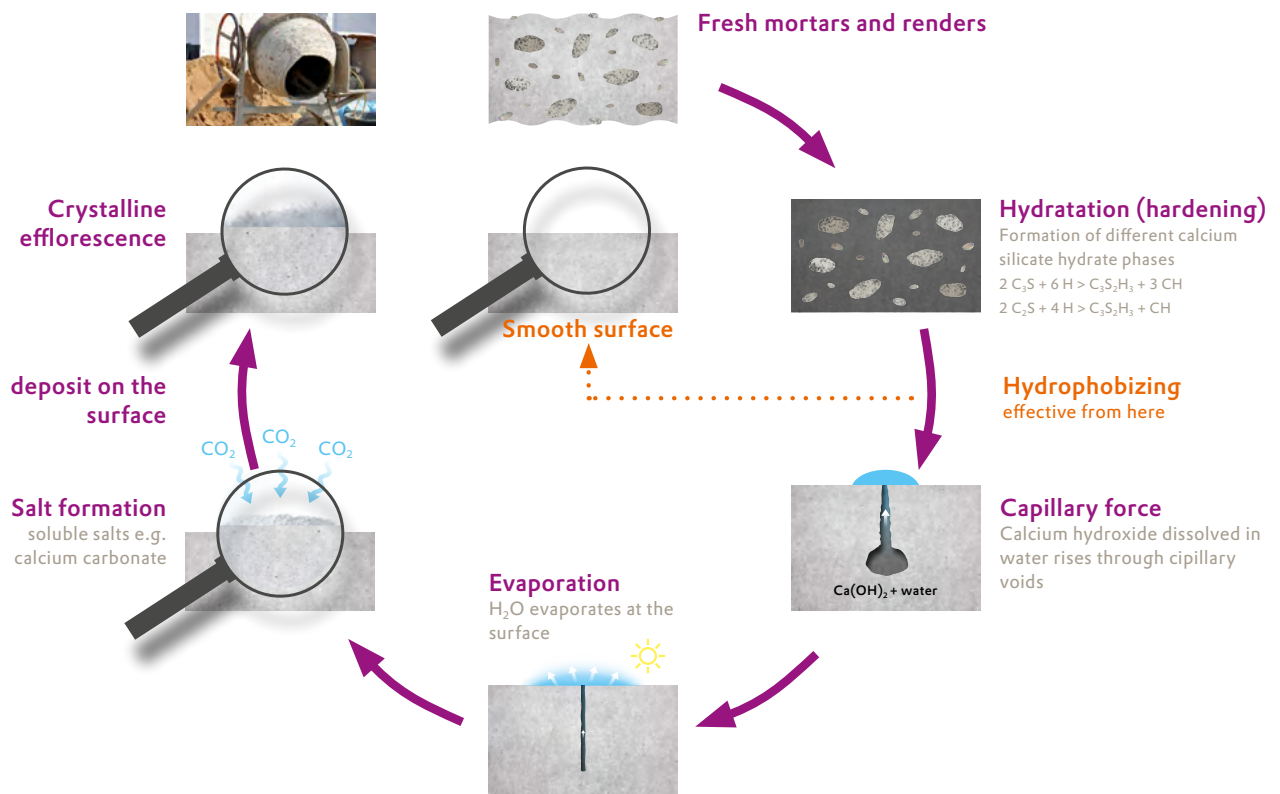 Fresh mortars and renders
Hydratation (hardening)
Formation of different calcium
silicate hydrate phases
2 C₃S + 6 H > C₃S₂H₃ + 3 CH
2 C₂S + 4 H > C₃S₂H₃ + CH
Hydrophobizing
effective from here
Smooth surface
Capillary force
Calcium hydroxide dissolved in
water rises through cipillary
voids
Ca(OH)₂ + water
Evaporation
H₂O evaporates at the
surface
Salt formation
soluble salts e.g.
calcium carbonate
CO₂
CO₂
CO₂
deposit on the
surface
Crystalline
efflorescence